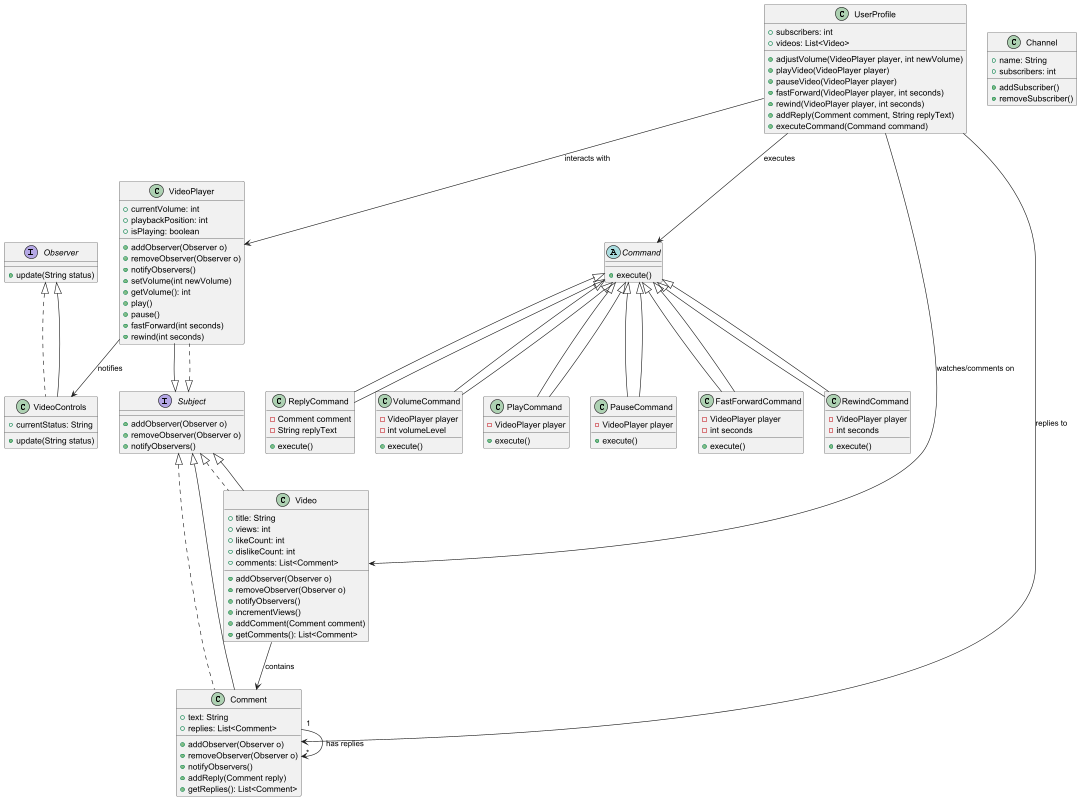 C UserProfile
subscribers: int
videos: List<Video>
adjustVolume(VideoPlayer player, int newVolume)
playVideo(VideoPlayer player)
pauseVideo(VideoPlayer player)
fastForward(VideoPlayer player, int seconds)
rewind(VideoPlayer player, int seconds)
addReply(Comment comment, String replyText)
executeCommand(Command command)
C Channel
name: String
subscribers: int
addSubscriber()
removeSubscriber()
interacts with
executes
C VideoPlayer
currentVolume: int
playbackPosition: int
isPlaying: boolean
addObserver(Observer o)
removeObserver(Observer o)
notifyObservers()
setVolume(int newVolume)
getVolume(): int
play()
pause()
fastForward(int seconds)
rewind(int seconds)
I Observer
update(String status)
A Command
execute()
notifies
watches/comments on
replies to
C VideoControls
currentStatus: String
update(String status)
I Subject
addObserver(Observer o)
removeObserver(Observer o)
notifyObservers()
C ReplyCommand
Comment comment
String replyText
execute()
C VolumeCommand
VideoPlayer player
int volumeLevel
execute()
C PlayCommand
VideoPlayer player
execute()
C PauseCommand
VideoPlayer player
execute()
C FastForwardCommand
VideoPlayer player
int seconds
execute()
C RewindCommand
VideoPlayer player
int seconds
execute()
C Video
title: String
views: int
likeCount: int
dislikeCount: int
comments: List<Comment>
addObserver(Observer o)
removeObserver(Observer o)
notifyObservers()
incrementViews()
addComment(Comment comment)
getComments(): List<Comment>
contains
C Comment
text: String
replies: List<Comment>
addObserver(Observer o)
removeObserver(Observer o)
notifyObservers()
addReply(Comment reply)
getReplies(): List<Comment>
1
has replies
*